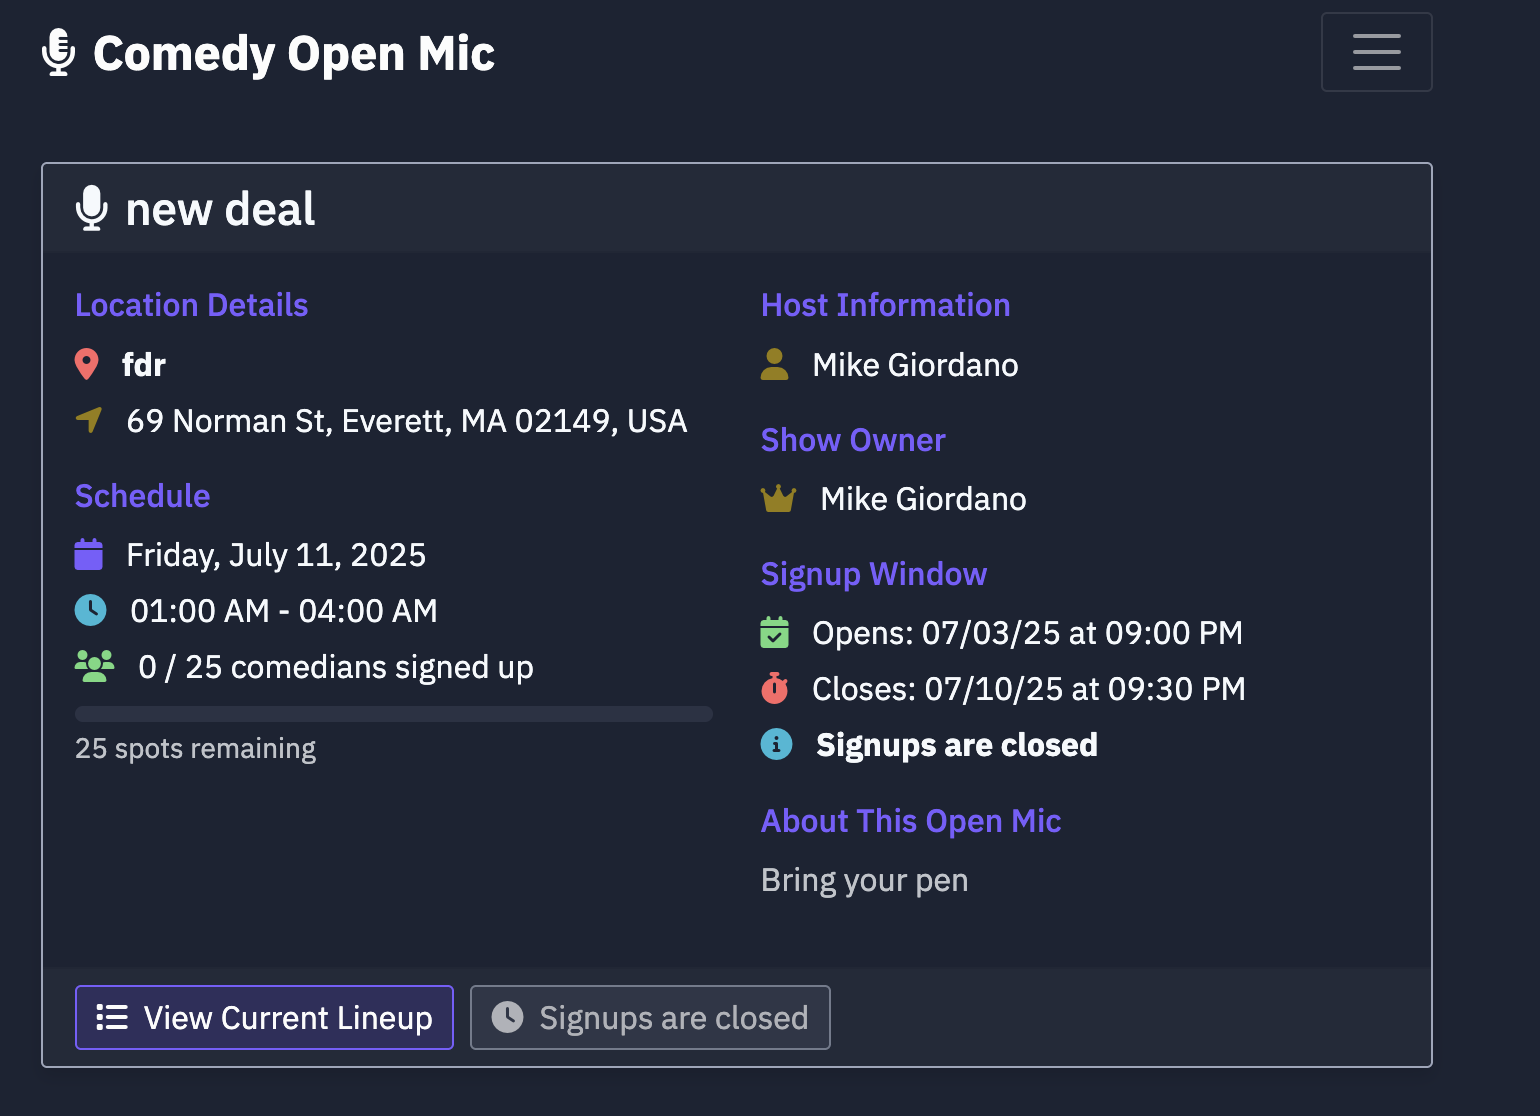 Comedy Open Mic
new deal
Location Details
fdr
69 Norman St, Everett, MA 02149, USA
Schedule
Friday, July 11, 2025
01:00 AM - 04:00 AM
0 / 25 comedians signed up
25 spots remaining
Host Information
Mike Giordano
Show Owner
Mike Giordano
Signup Window
Opens: 07/03/25 at 09:00 PM
Closes: 07/10/25 at 09:30 PM
Signups are closed
About This Open Mic
Bring your pen
View Current Lineup
Signups are closed